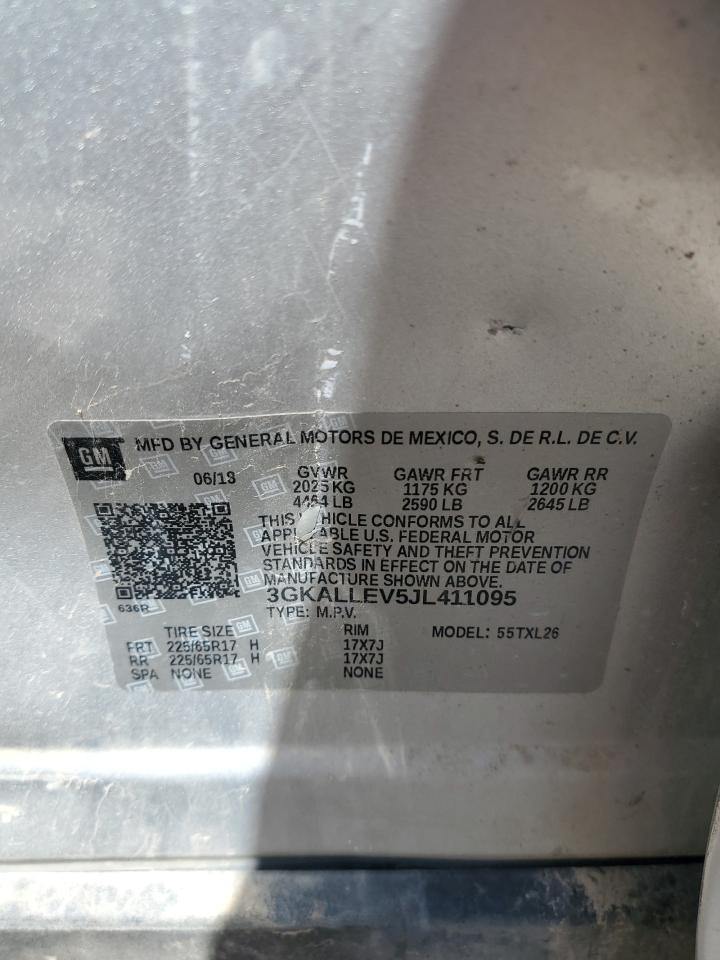 GM
MFD BY GENERAL MOTORS DE MEXICO, S. DE R.L. DE C.V.
06/18 GVWR GAWR FRT GAWR RR
2025 KG 1175 KG 1200 KG
4464 LB 2590 LB 2645 LB
THIS VEHICLE CONFORMS TO ALL
APPLICABLE U.S. FEDERAL MOTOR
VEHICLE SAFETY AND THEFT PREVENTION
STANDARDS IN EFFECT ON THE DATE OF
MANUFACTURE SHOWN ABOVE.
3GKALLEV5JL411095
636R
TYPE: M.P.V.
TIRE SIZE RIM MODEL: 55TXL26
FRT 225/65R17 H 17X7J
RR 225/65R17 H 17X7J
SPA NONE NONE